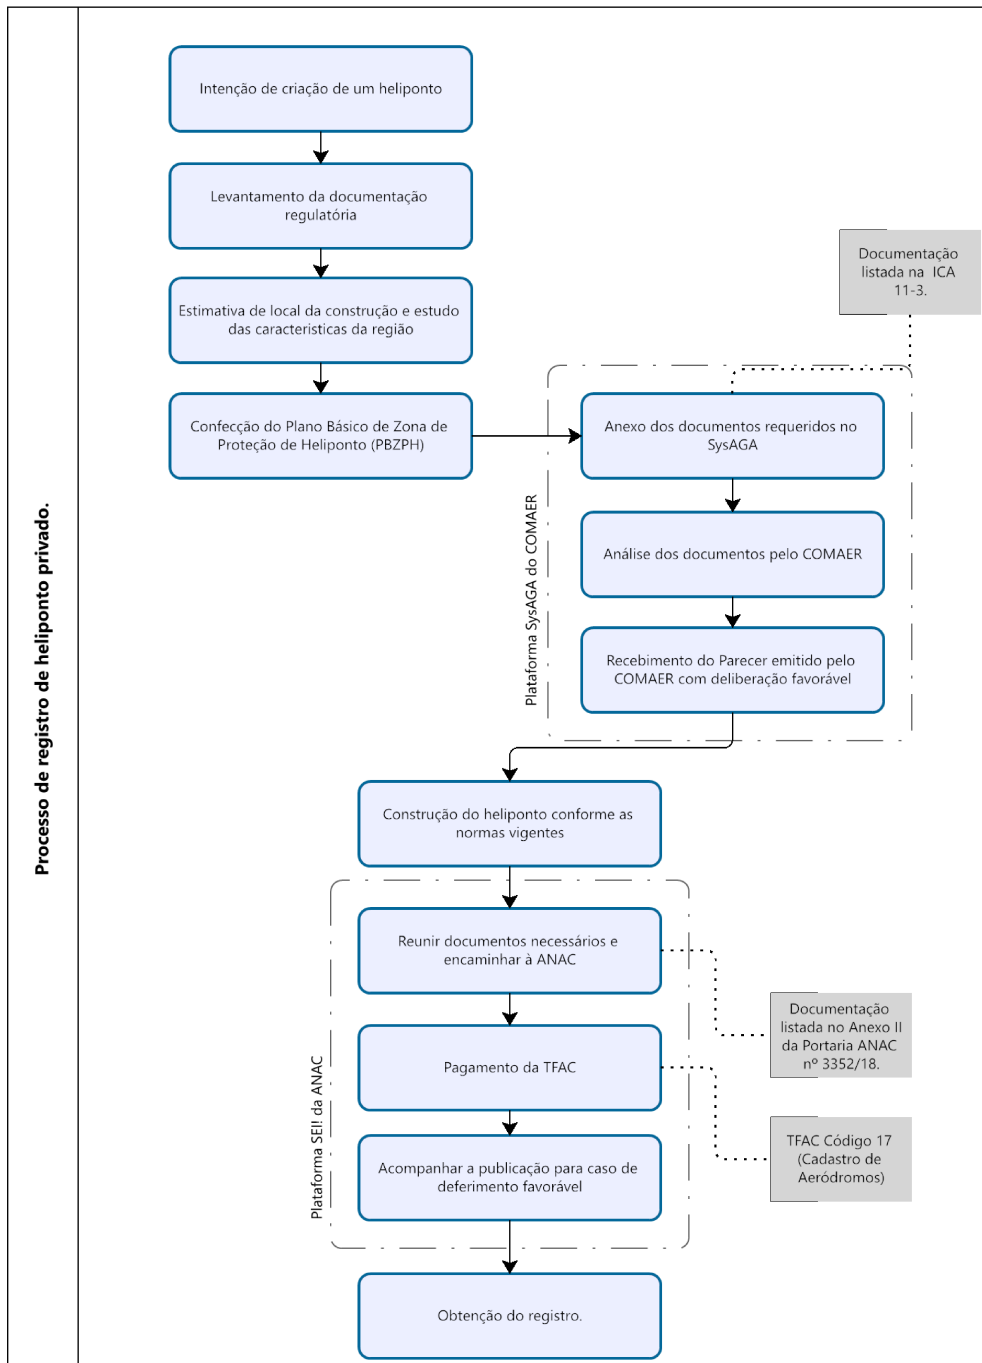 Processo de registro de heliponto privado.
Intenção de criação de um heliponto
Levantamento da documentação
regulatória
Estimativa de local da construção e estudo
das caracteristicas da região
Confecção do Plano Básico de Zona de
Proteção de Heliponto (PBZPH)
Documentação
listada na ICA
11-3.
Plataforma SysAGA do COMAER
Anexo dos documentos requeridos no
SysAGA
Análise dos documentos pelo COMAER
Recebimento do Parecer emitido pelo
COMAER com deliberação favorável
Construção do heliponto conforme as
normas vigentes
Plataforma SEI! da ANAC
Reunir documentos necessários e
encaminhar à ANAC
Documentação
listada no Anexo II
da Portaria ANAC
nº 3352/18.
Pagamento da TFAC
TFAC Código 17
(Cadastro de
Aeródromos)
Acompanhar a publicação para caso de
deferimento favorável
Obtenção do registro.